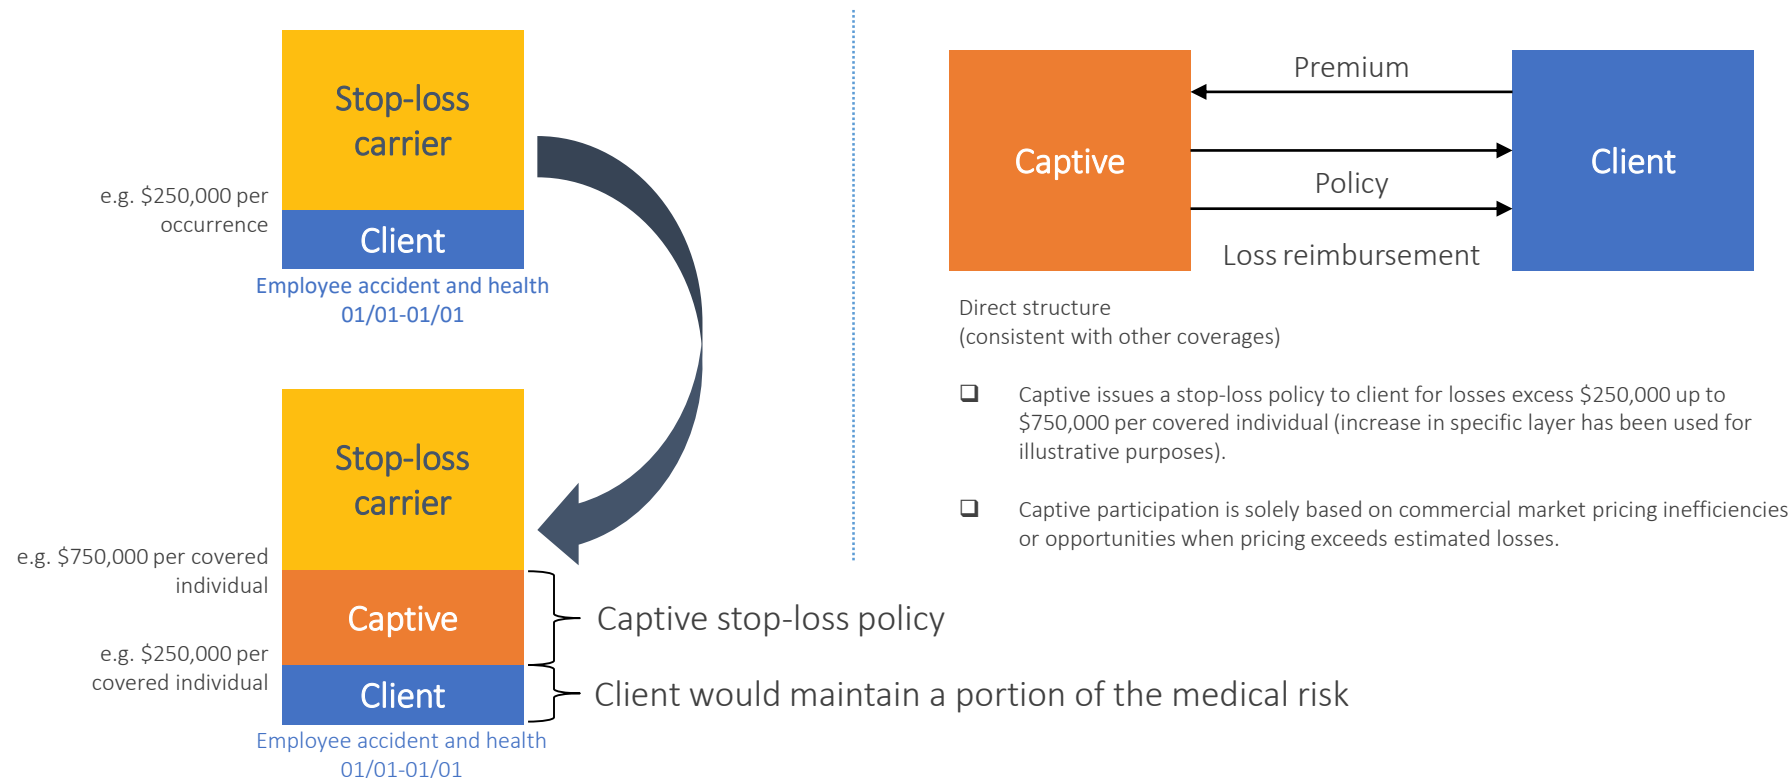 Stop-loss
carrier
e.g. $250,000 per
occurrence
Client
Employee accident and health
01/01-01/01
Stop-loss
carrier
e.g. $750,000 per covered
individual
Captive
Captive stop-loss policy
e.g. $250,000 per
covered individual
Client
Client would maintain a portion of the medical risk
Employee accident and health
01/01-01/01
Premium
Captive
Client
Policy
Loss reimbursement
Direct structure
(consistent with other coverages)
Captive issues a stop-loss policy to client for losses excess $250,000 up to
$750,000 per covered individual (increase in specific layer has been used for
illustrative purposes).
Captive participation is solely based on commercial market pricing inefficiencies
or opportunities when pricing exceeds estimated losses.